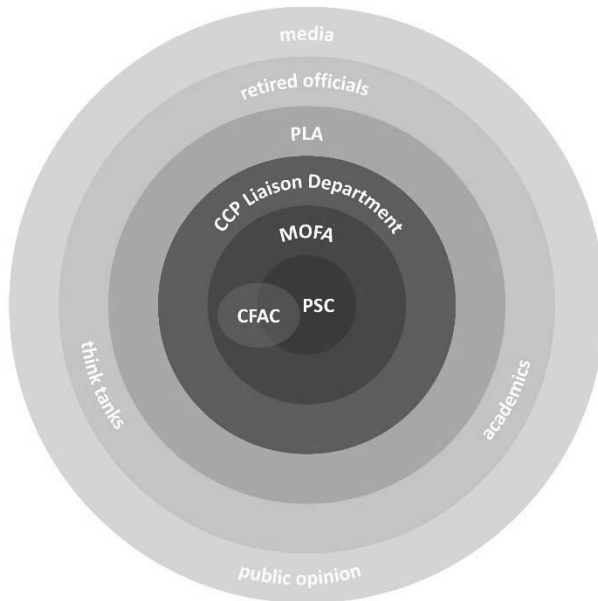 media
retired officials
PLA
CCP Liaison Department
MOFA
CFAC
PSC
think tanks
academics
public opinion